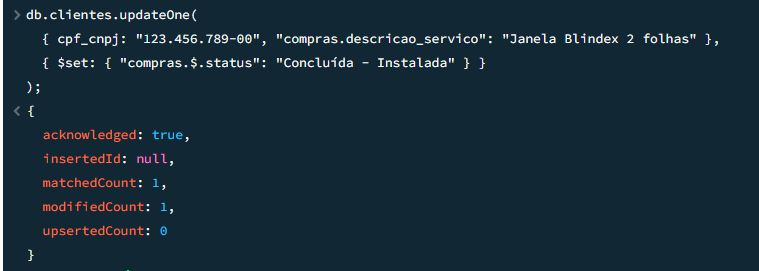 > db.clientes.updateOne(
{ cpf_cnpj: "123.456.789-00", "compras.descricao_servico": "Janela Blindex 2 folhas" },
{ $set: { "compras.$.status": "Concluída - Instalada" } }
);
< {
acknowledged: true,
insertedId: null,
matchedCount: 1,
modifiedCount: 1,
upsertedCount: 0
}